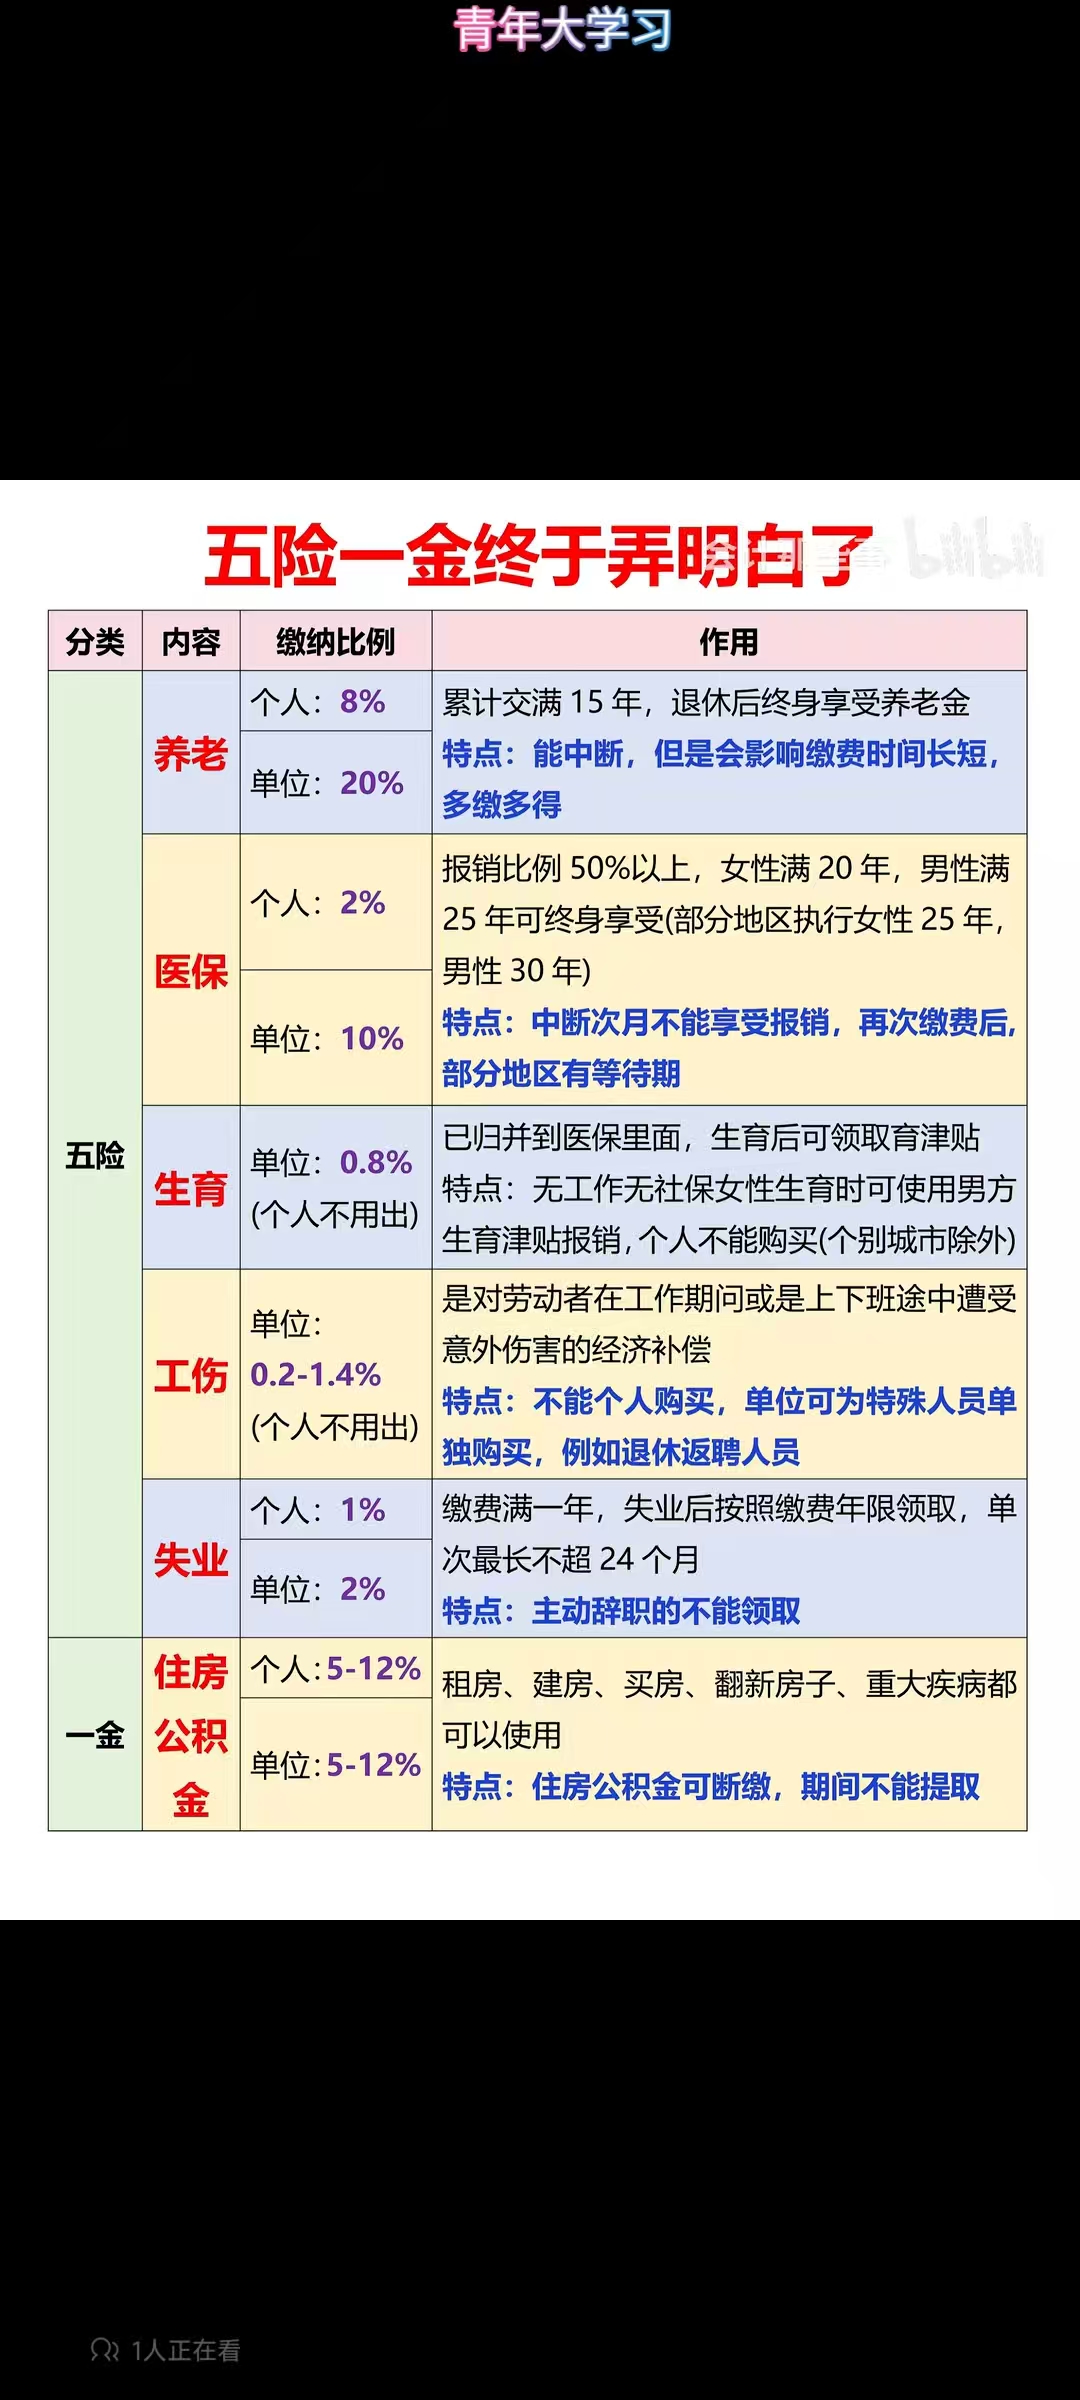 青年大学习
五险一金终于弄明白了
bilibili
分类 内容 缴纳比例 作用
五险
养老
个人：8%
单位：20%
累计交满 15 年，退休后终身享受养老金
特点：能中断，但是会影响缴费时间长短，
多缴多得
医保
个人：2%
单位：10%
报销比例 50%以上，女性满 20 年，男性满
25 年可终身享受(部分地区执行女性 25 年，
男性 30 年)
特点：中断次月不能享受报销，再次缴费后，
部分地区有等待期
生育
单位：0.8%
(个人不用出)
已归并到医保里面，生育后可领取育津贴
特点：无工作无社保女性生育时可使用男方
生育津贴报销，个人不能购买(个别城市除外)
工伤
单位：
0.2-1.4%
(个人不用出)
是对劳动者在工作期问或是上下班途中遭受
意外伤害的经济补偿
特点：不能个人购买，单位可为特殊人员单
独购买，例如退休返聘人员
失业
个人：1%
单位：2%
缴费满一年，失业后按照缴费年限领取，单
次最长不超 24 个月
特点：主动辞职的不能领取
一金
住房
公积
金
个人：5-12%
单位：5-12%
租房、建房、买房、翻新房子、重大疾病都
可以使用
特点：住房公积金可断缴，期间不能提取
1人正在看